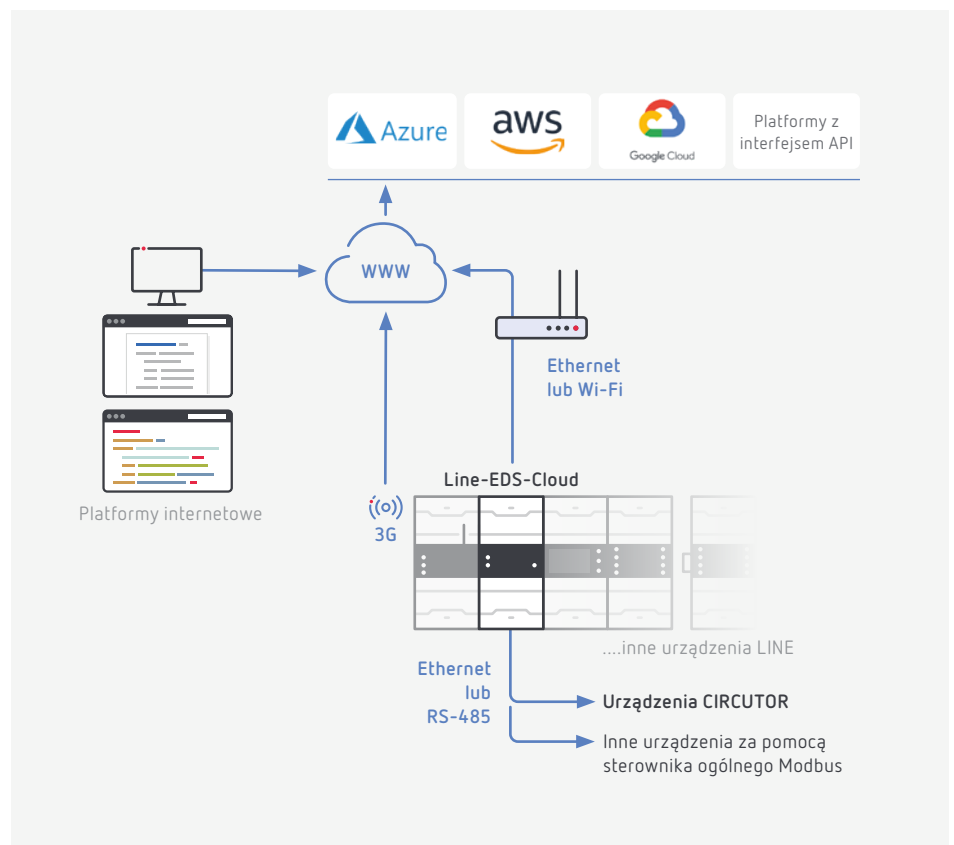 Azure
aws
Google Cloud
Platformy z
interfejsem API
WWW
Ethernet
lub Wi-Fi
Line-EDS-Cloud
Platformy internetowe
3G
....inne urządzenia LINE
Ethernet
lub
RS-485
Urządzenia CIRCUTOR
Inne urządzenia za pomocą
sterownika ogólnego Modbus